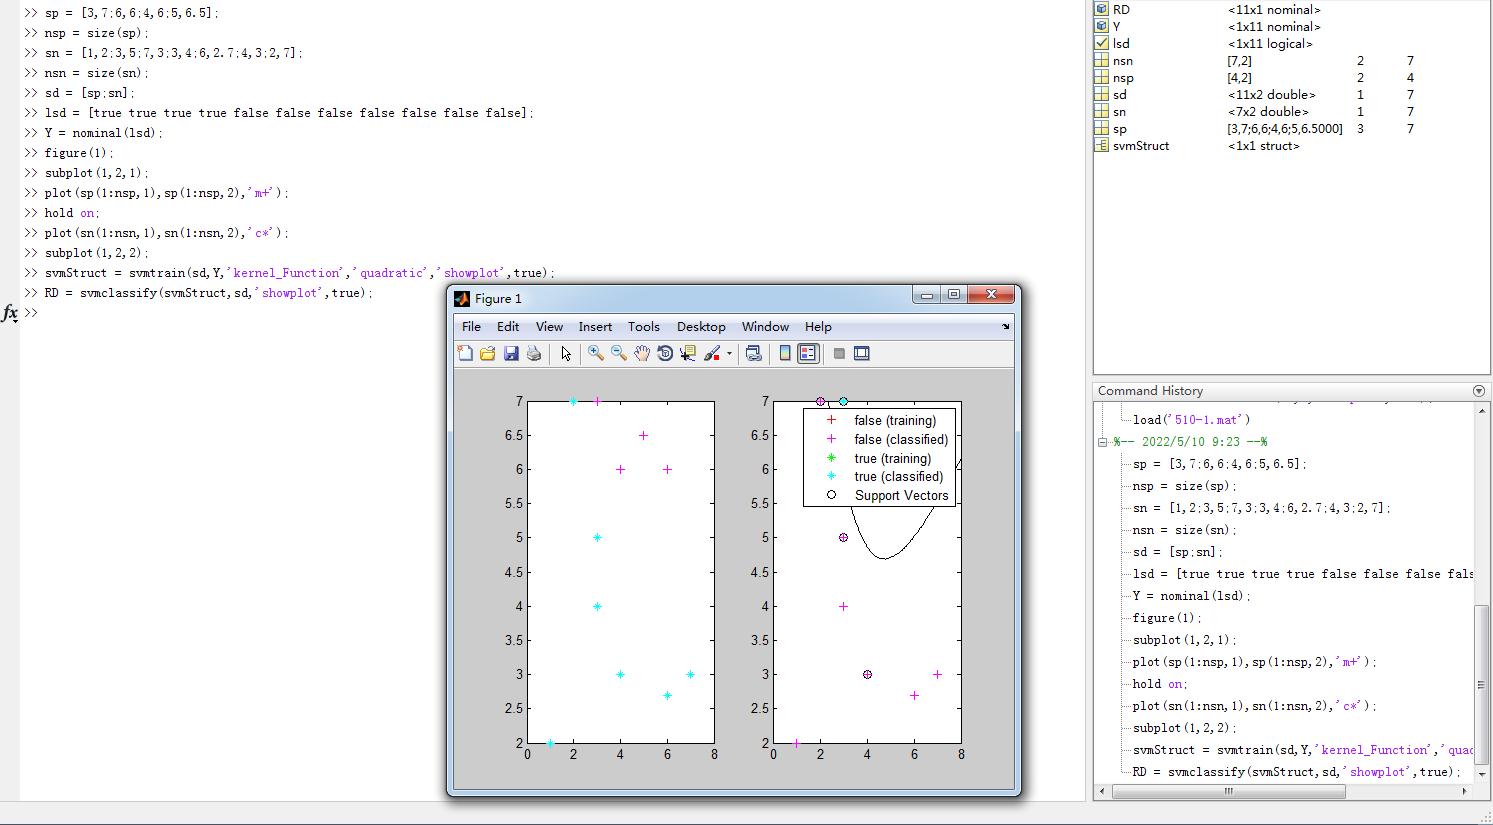 >> sp = [3,7;6,6;4,6;5,6.5];
>> nsp = size(sp);
>> sn = [1,2;3,5;7,3;3,4;6,2.7;4,3;2,7];
>> nsn = size(sn);
>> sd = [sp;sn];
>> lsd = [true true true true false false false false false false false];
>> Y = nominal(lsd);
>> figure(1);
>> subplot(1,2,1);
>> plot(sp(1:nsp,1),sp(1:nsp,2),'m+');
>> hold on;
>> plot(sn(1:nsn,1),sn(1:nsn,2),'c*');
>> subplot(1,2,2);
>> svmStruct = svmtrain(sd,Y,'kernel_Function','quadratic','showplot',true);
>> RD = svmclassify(svmStruct,sd,'showplot',true);
fx >>
Figure 1
File Edit View Insert Tools Desktop Window Help
7
6.5
6
5.5
5
4.5
4
3.5
3
2.5
2
0 2 4 6 8
7
6.5
6
5.5
5
4.5
4
3.5
3
2.5
2
0 2 4 6 8
false (training)
false (classified)
true (training)
true (classified)
Support Vectors
RD <11x1 nominal>
Y <1x11 nominal>
lsd <1x11 logical>
nsn [7,2] 2 7
nsp [4,2] 2 4
sd <11x2 double> 1 7
sn <7x2 double> 1 7
sp [3,7;6,6;4,6;5,6.5000] 3 7
svmStruct <1x1 struct>
Command History
load('510-1.mat')
%-- 2022/5/10 9:23 --%
sp = [3,7;6,6;4,6;5,6.5];
nsp = size(sp);
sn = [1,2;3,5;7,3;3,4;6,2.7;4,3;2,7];
nsn = size(sn);
sd = [sp;sn];
lsd = [true true true true false false false fals
Y = nominal(lsd);
figure(1);
subplot(1,2,1);
plot(sp(1:nsp,1),sp(1:nsp,2),'m+');
hold on;
plot(sn(1:nsn,1),sn(1:nsn,2),'c*');
subplot(1,2,2);
svmStruct = svmtrain(sd,Y,'kernel_Function','quad
RD = svmclassify(svmStruct,sd,'showplot',true);